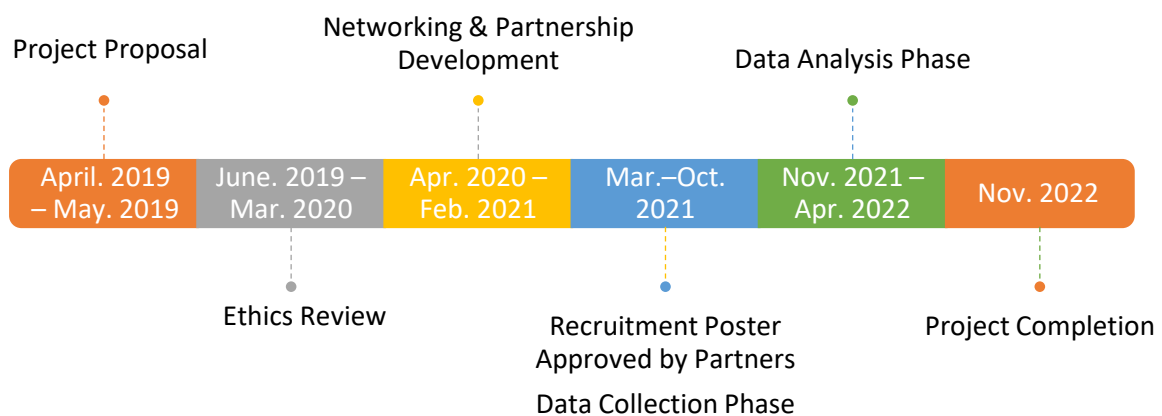 Project Proposal
Networking & Partnership
Development
Data Analysis Phase
April. 2019
– May. 2019
June. 2019 –
Mar. 2020
Apr. 2020 –
Feb. 2021
Mar.–Oct.
2021
Nov. 2021 –
Apr. 2022
Nov. 2022
Ethics Review
Recruitment Poster
Approved by Partners
Data Collection Phase
Project Completion